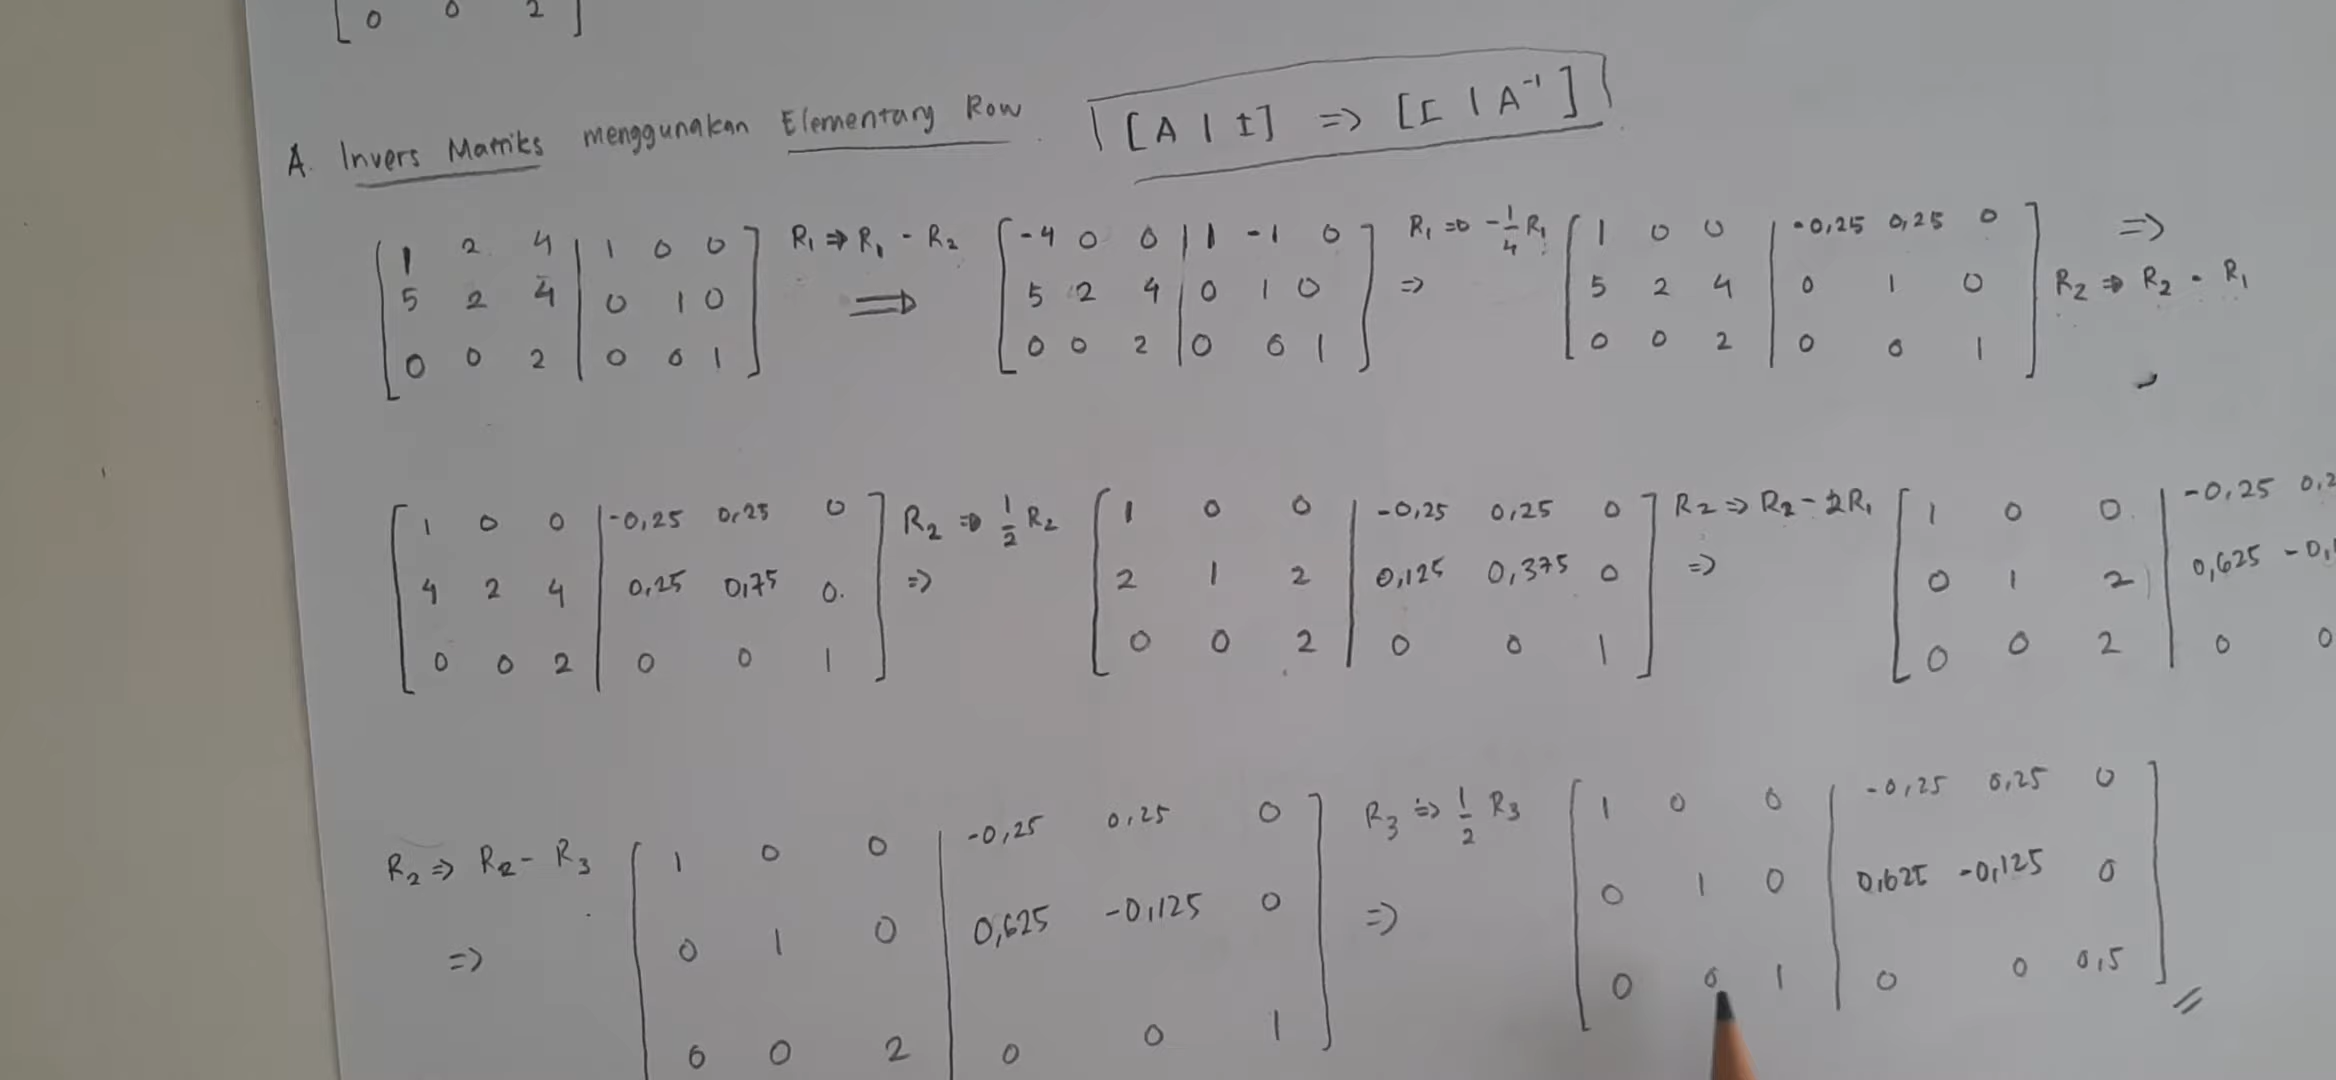 0 0 2
A. Invers Matriks menggunakan Elementary Row. [A | I] => [I | A⁻¹]
1 2 4 | 1 0 0 R₁ => R₁ - R₂ -4 0 0 | 1 -1 0 R₁ => -1/4 R₁ 1 0 0 | -0,25 0,25 0 =>
5 2 4 | 0 1 0 => 5 2 4 | 0 1 0 => 5 2 4 | 0 1 0 R₂ => R₂ - R₁
0 0 2 | 0 0 1 0 0 2 | 0 0 1 0 0 2 | 0 0 1
1 0 0 | -0,25 0,25 0 R₂ => 1/2 R₂ 1 0 0 | -0,25 0,25 0 R₂ => R₂ - 2R₁ 1 0 0 | -0,25
4 2 4 | 0,25 0,75 0. => 2 1 2 | 0,125 0,375 0 => 0 1 2 | 0,625
0 0 2 | 0 0 1 0 0 2 | 0 0 1 0 0 2 | 0 0
R₂ => R₂ - R₃ 1 0 0 | -0,25 0,25 0 R₃ => 1/2 R₃ 1 0 0 | -0,25 0,25 0
=> 0 1 0 | 0,625 -0,125 0 => 0 1 0 | 0,625 -0,125 0
0 0 2 | 0 0 1 0 0 1 | 0 0 0,5 //